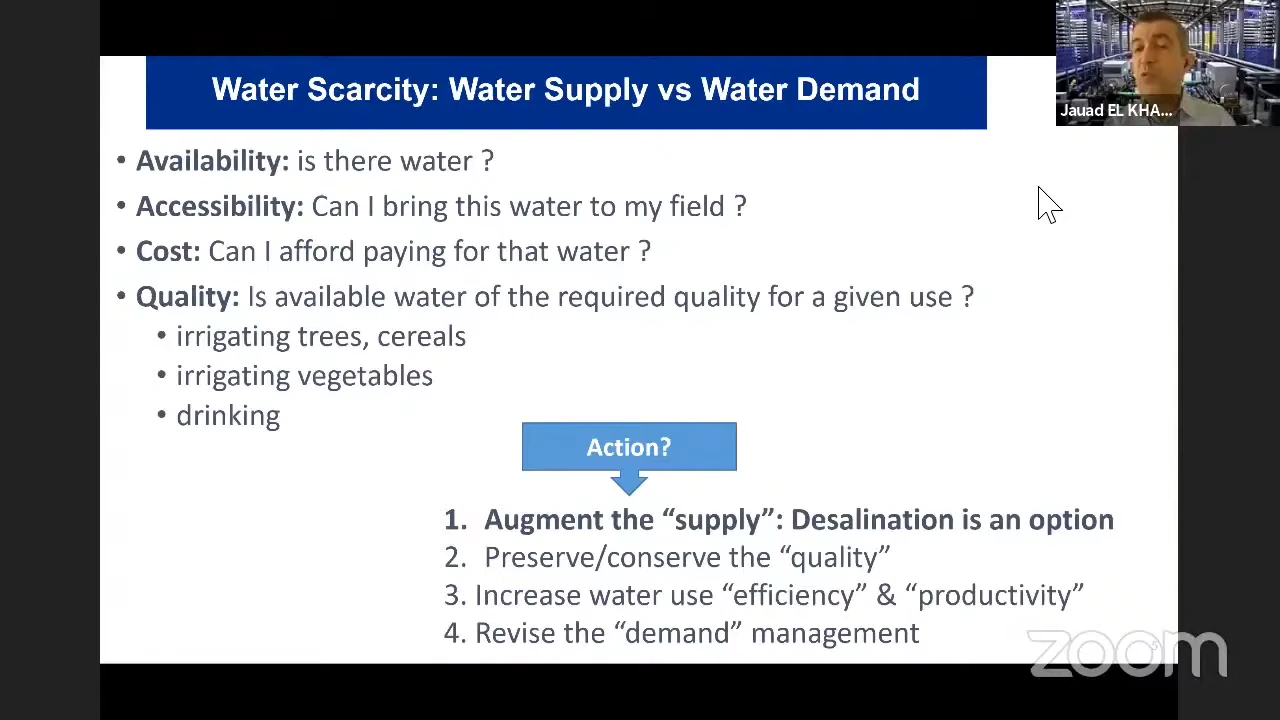 Water Scarcity: Water Supply vs Water Demand
Jauad EL KHA...
• Availability: is there water ?
• Accessibility: Can I bring this water to my field ?
• Cost: Can I afford paying for that water ?
• Quality: Is available water of the required quality for a given use ?
• irrigating trees, cereals
• irrigating vegetables
• drinking
Action?
1. Augment the “supply”: Desalination is an option
2. Preserve/conserve the “quality”
3. Increase water use “efficiency” & “productivity”
4. Revise the “demand” management
zoom